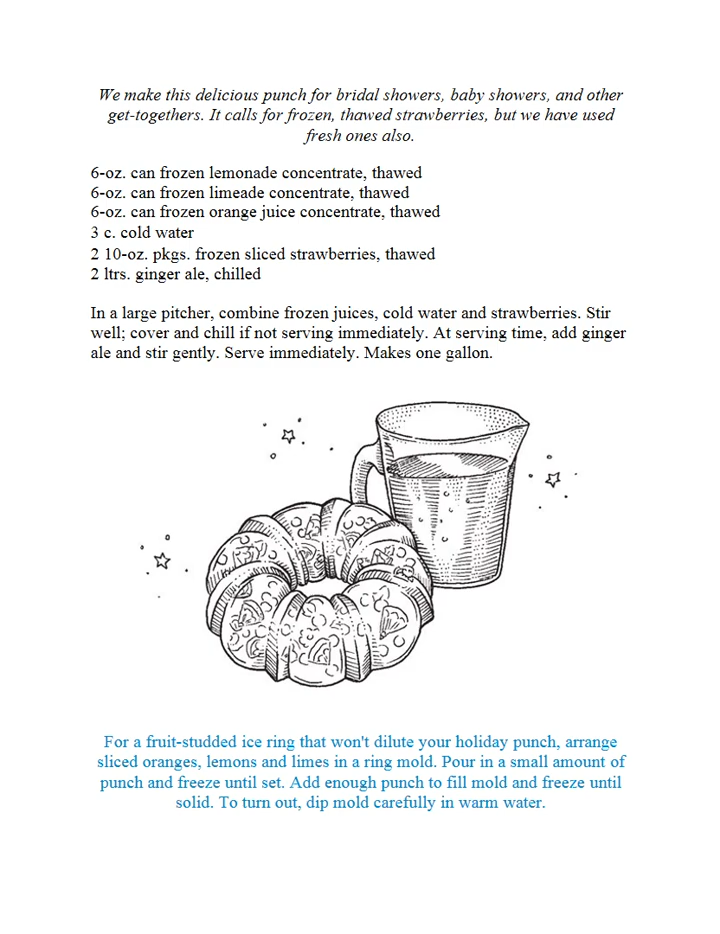 We make this delicious punch for bridal showers, baby showers, and other
get-togethers. It calls for frozen, thawed strawberries, but we have used
fresh ones also.
6-oz. can frozen lemonade concentrate, thawed
6-oz. can frozen limeade concentrate, thawed
6-oz. can frozen orange juice concentrate, thawed
3 c. cold water
2 10-oz. pkgs. frozen sliced strawberries, thawed
2 ltrs. ginger ale, chilled
In a large pitcher, combine frozen juices, cold water and strawberries. Stir
well; cover and chill if not serving immediately. At serving time, add ginger
ale and stir gently. Serve immediately. Makes one gallon.
For a fruit-studded ice ring that won't dilute your holiday punch, arrange
sliced oranges, lemons and limes in a ring mold. Pour in a small amount of
punch and freeze until set. Add enough punch to fill mold and freeze until
solid. To turn out, dip mold carefully in warm water.